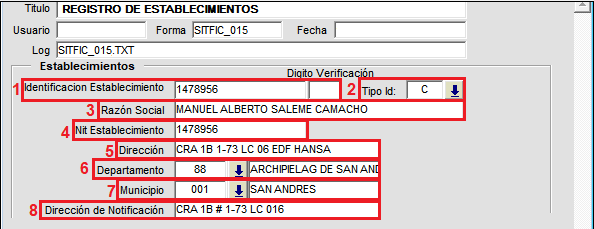 Titulo REGISTRO DE ESTABLECIMIENTOS
Usuario Forma SITFIC_015 Fecha
Log SITFIC_015.TXT
Establecimientos
Digito Verificación
1 Identificacion Establecimiento 1478956 2 Tipo Id: C
3 Razón Social MANUEL ALBERTO SALEME CAMACHO
4 Nit Establecimiento 1478956
5 Dirección CRA 1B 1-73 LC 06 EDF HANSA
6 Departamento 88 ARCHIPIELAG DE SAN AND
7 Municipio 001 SAN ANDRES
8 Dirección de Notificación CRA 1B # 1-73 LC 016